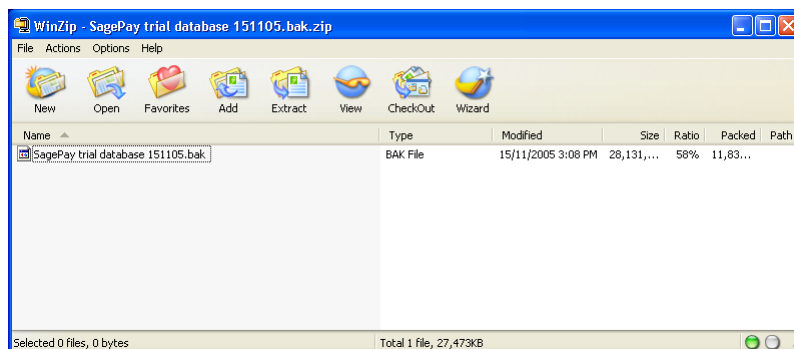 WinZip - SagePay trial database 151105.bak.zip
File Actions Options Help
New Open Favorites Add Extract View CheckOut Wizard
Name Type Modified Size Ratio Packed Path
SagePay trial database 151105.bak BAK File 15/11/2005 3:08 PM 28,131,... 58% 11,83...
Selected 0 files, 0 bytes Total 1 file, 27,473KB